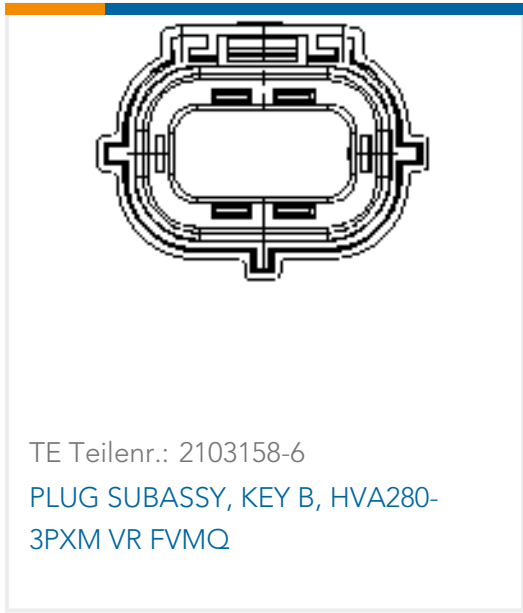 TE Teilenr.: 2103158-6
PLUG SUBASSY, KEY B, HVA280-
3PXM VR FVMQ